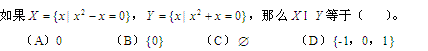 如果 X = {x| x² − x = 0}，Y = {x| x² + x = 0}，那么 X I Y 等于（　）。
（A）0　（B）{0}　（C）∅　（D）{-1，0，1}